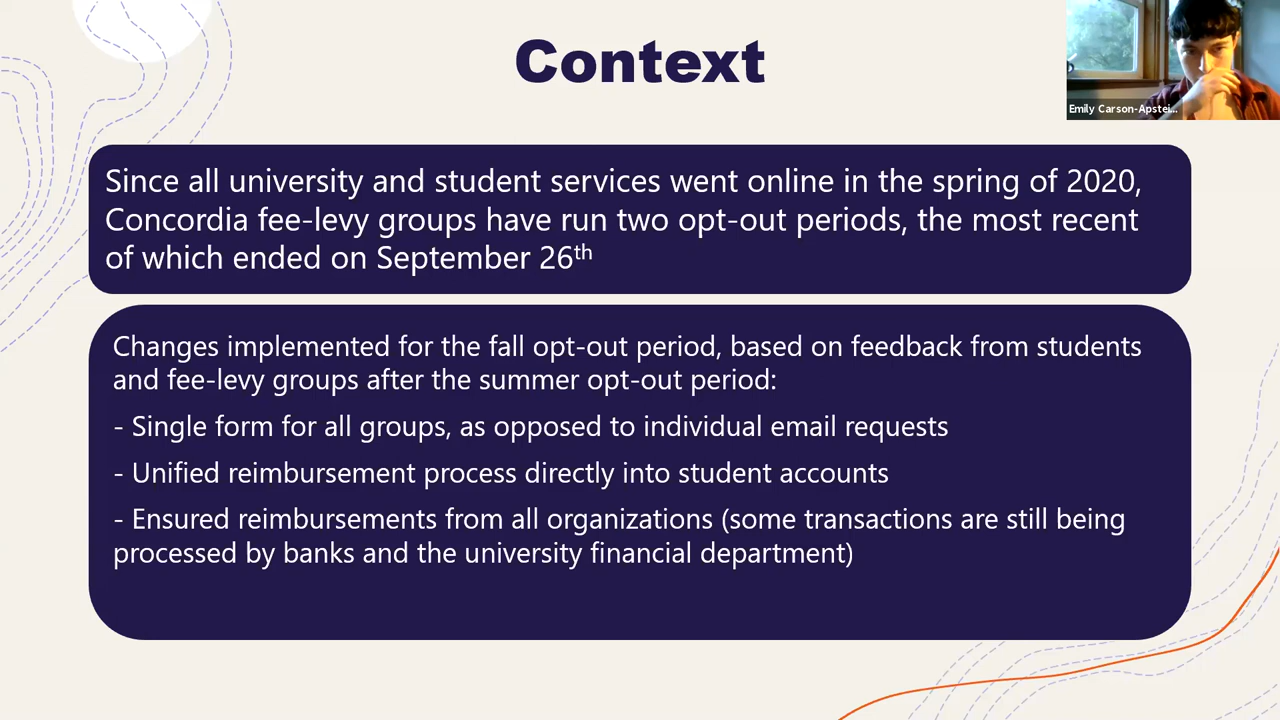 Context
Emily Carson-Apstei...
Since all university and student services went online in the spring of 2020,
Concordia fee-levy groups have run two opt-out periods, the most recent
of which ended on September 26th
Changes implemented for the fall opt-out period, based on feedback from students
and fee-levy groups after the summer opt-out period:
- Single form for all groups, as opposed to individual email requests
- Unified reimbursement process directly into student accounts
- Ensured reimbursements from all organizations (some transactions are still being
processed by banks and the university financial department)